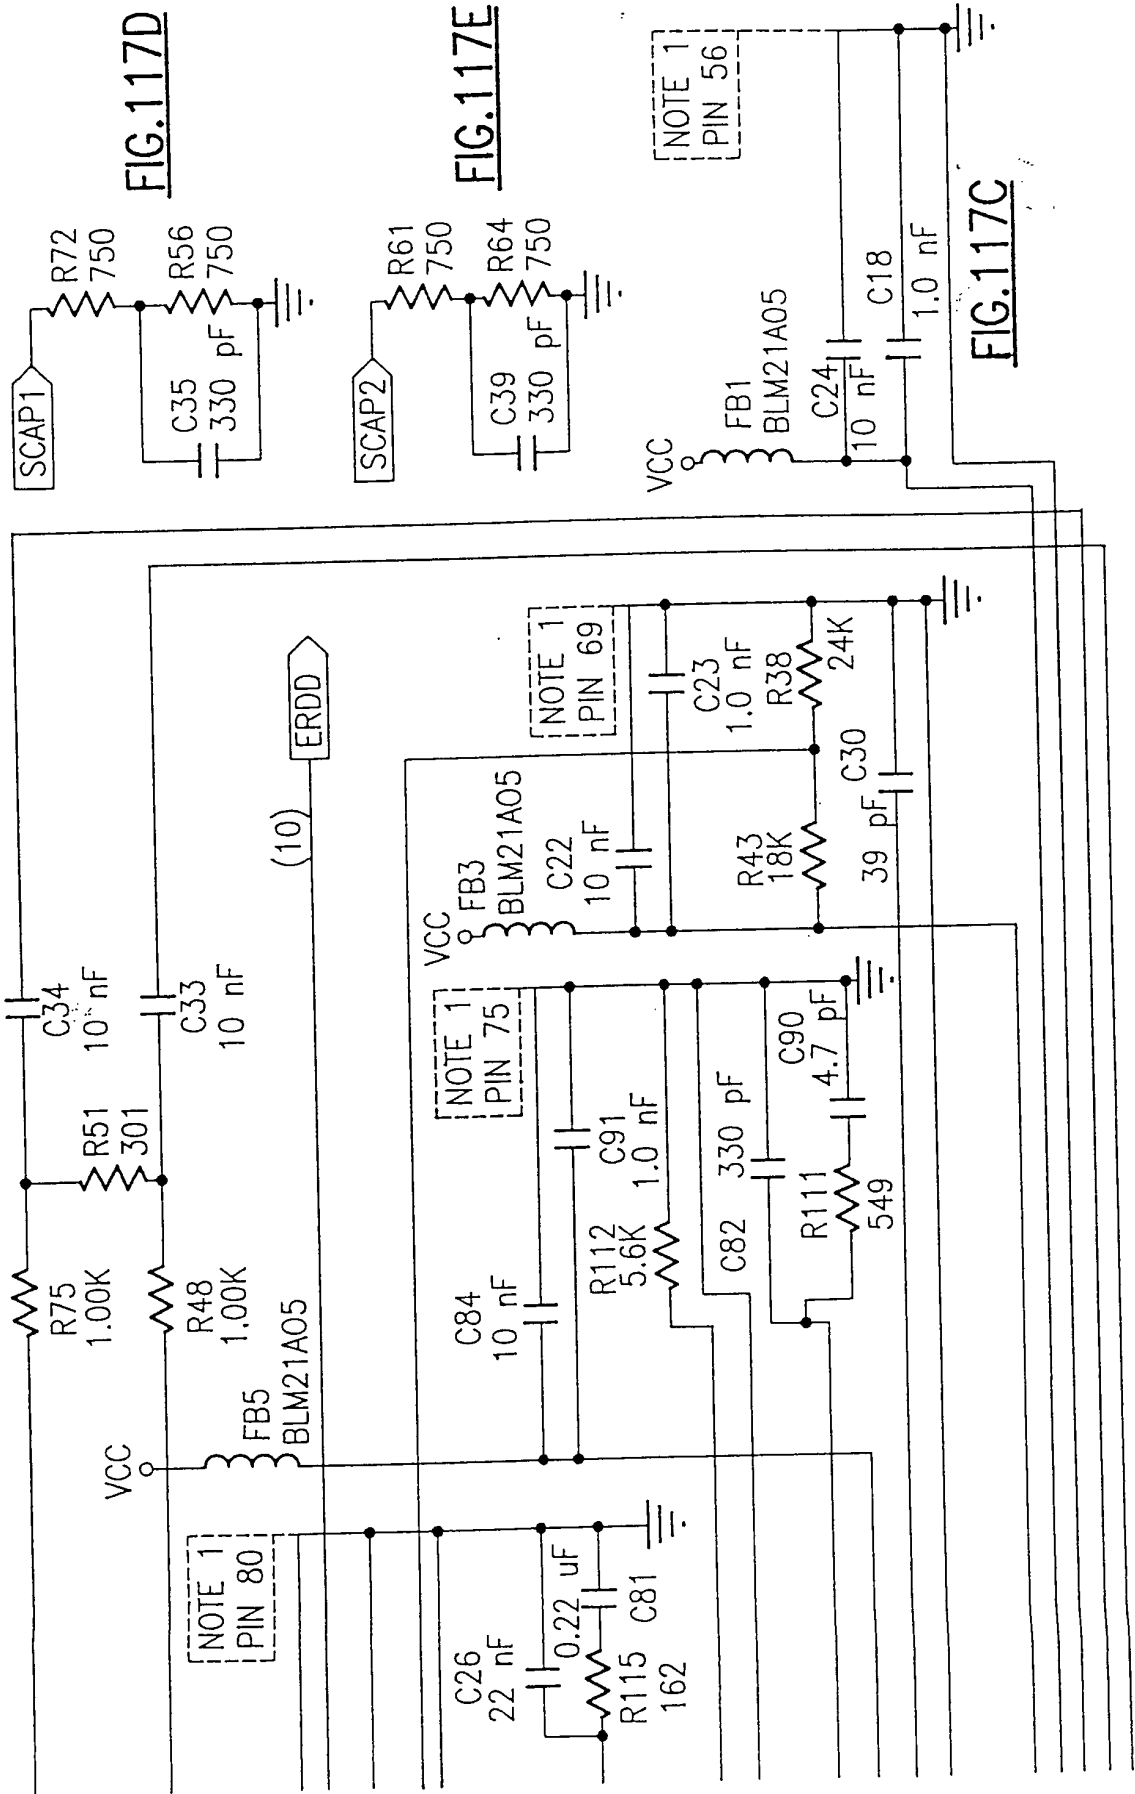 FIG.117D
SCAP1
R72
750
R56
750
C35
330 pF
FIG.117E
SCAP2
R61
750
R64
750
C39
330 pF
NOTE 1
PIN 56
VCC
FB1
BLM21A05
C24
10 nF
C18
1.0 nF
FIG.117C
C34
10 nF
C33
10 nF
R51
301
R75
1.00K
R48
1.00K
ERDD
(10)
NOTE 1
PIN 69
VCC
FB3
BLM21A05
C22
10 nF
C23
1.0 nF
R38
24K
R43
18K
C30
39 pF
NOTE 1
PIN 75
VCC
FB5
BLM21A05
C84
10 nF
C91
1.0 nF
R112
5.6K
C82
330 pF
C90
4.7 pF
R111
549
NOTE 1
PIN 80
C26
22 nF
0.22 uF
C81
R115
162